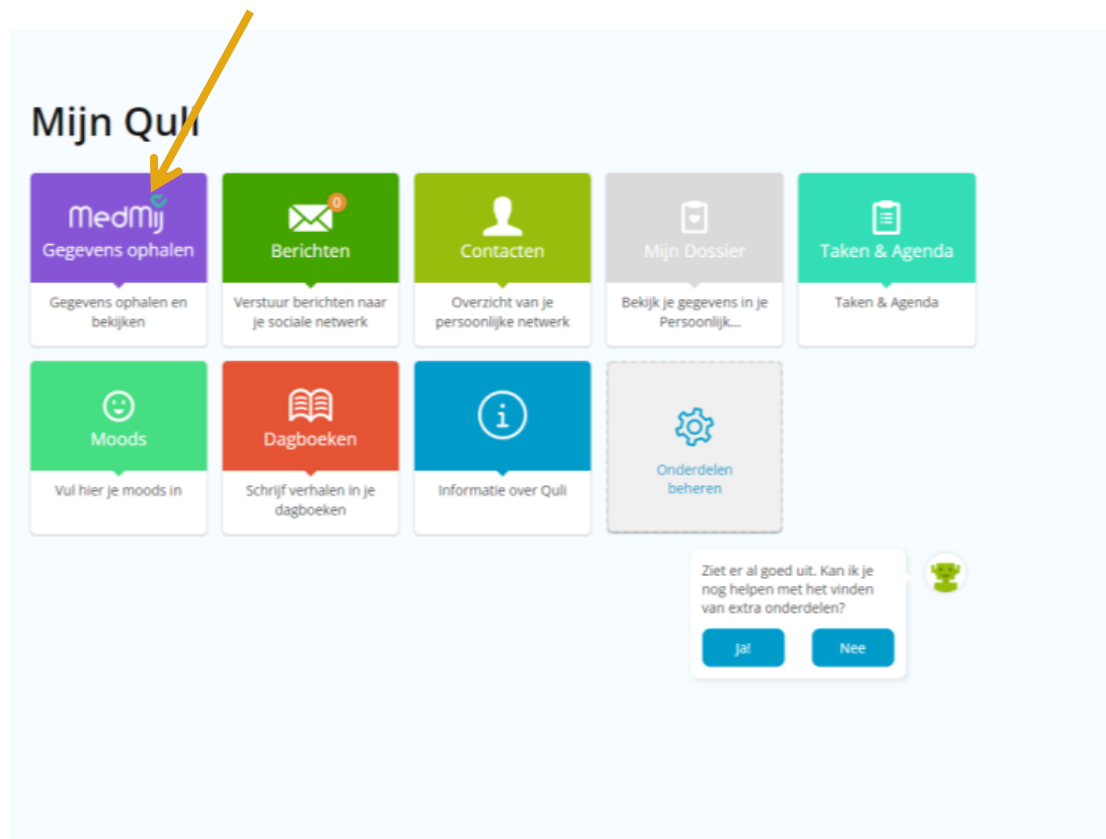 Mijn Quli
MedMij
Gegevens ophalen
Gegevens ophalen en
bekijken
0
Berichten
Verstuur berichten naar
je sociale netwerk
Contacten
Overzicht van je
persoonlijke netwerk
Mijn Dossier
Bekijk je gegevens in je
Persoonlijk...
Taken & Agenda
Taken & Agenda
Moods
Vul hier je moods in
Dagboeken
Schrijf verhalen in je
dagboeken
i
Informatie over Quli
Onderdelen
beheren
Ziet er al goed uit. Kan ik je
nog helpen met het vinden
van extra onderdelen?
Ja!
Nee